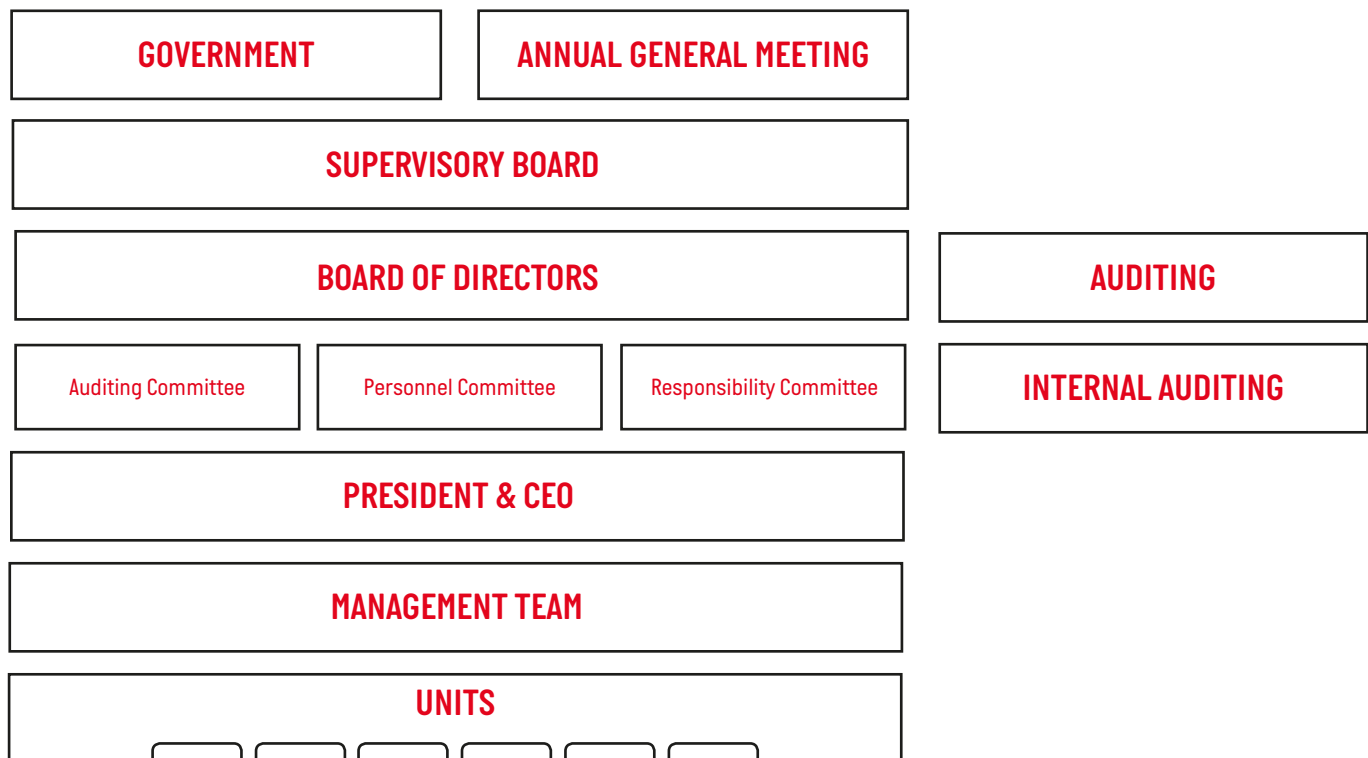 GOVERNMENT
ANNUAL GENERAL MEETING
SUPERVISORY BOARD
BOARD OF DIRECTORS
AUDITING
Auditing Committee
Personnel Committee
Responsibility Committee
INTERNAL AUDITING
PRESIDENT & CEO
MANAGEMENT TEAM
UNITS